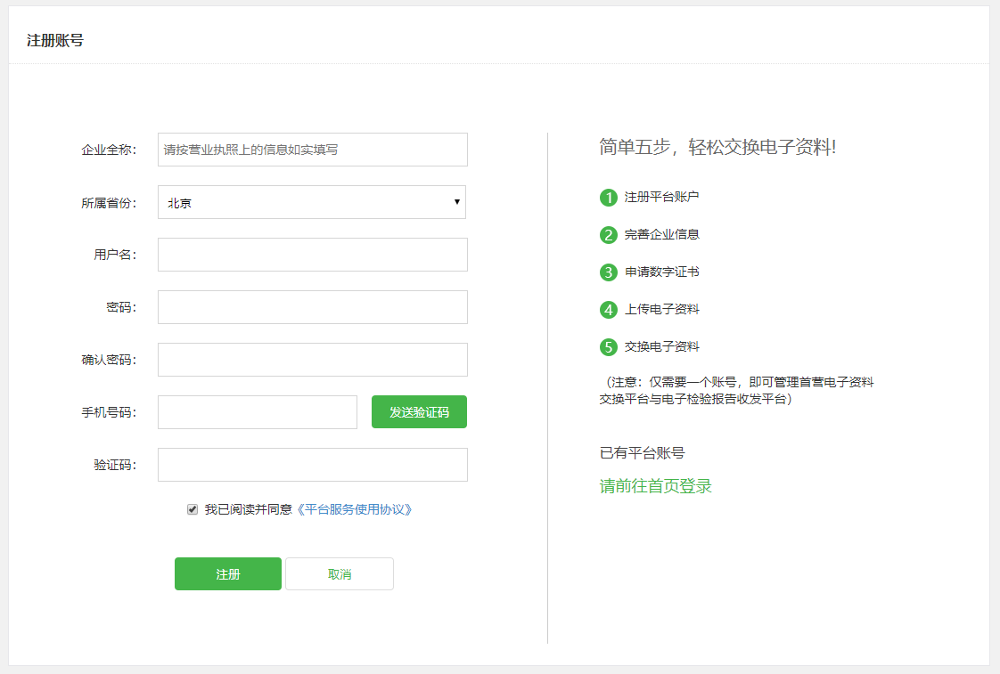 注册账号
企业全称： 请按营业执照上的信息如实填写
所属省份： 北京
用户名：
密码：
确认密码：
手机号码： 发送验证码
验证码：
我已阅读并同意《平台服务使用协议》
注册 取消
简单五步，轻松交换电子资料!
1 注册平台账户
2 完善企业信息
3 申请数字证书
4 上传电子资料
5 交换电子资料
（注意：仅需要一个账号，即可管理首营电子资料
交换平台与电子检验报告收发平台）
已有平台账号
请前往首页登录